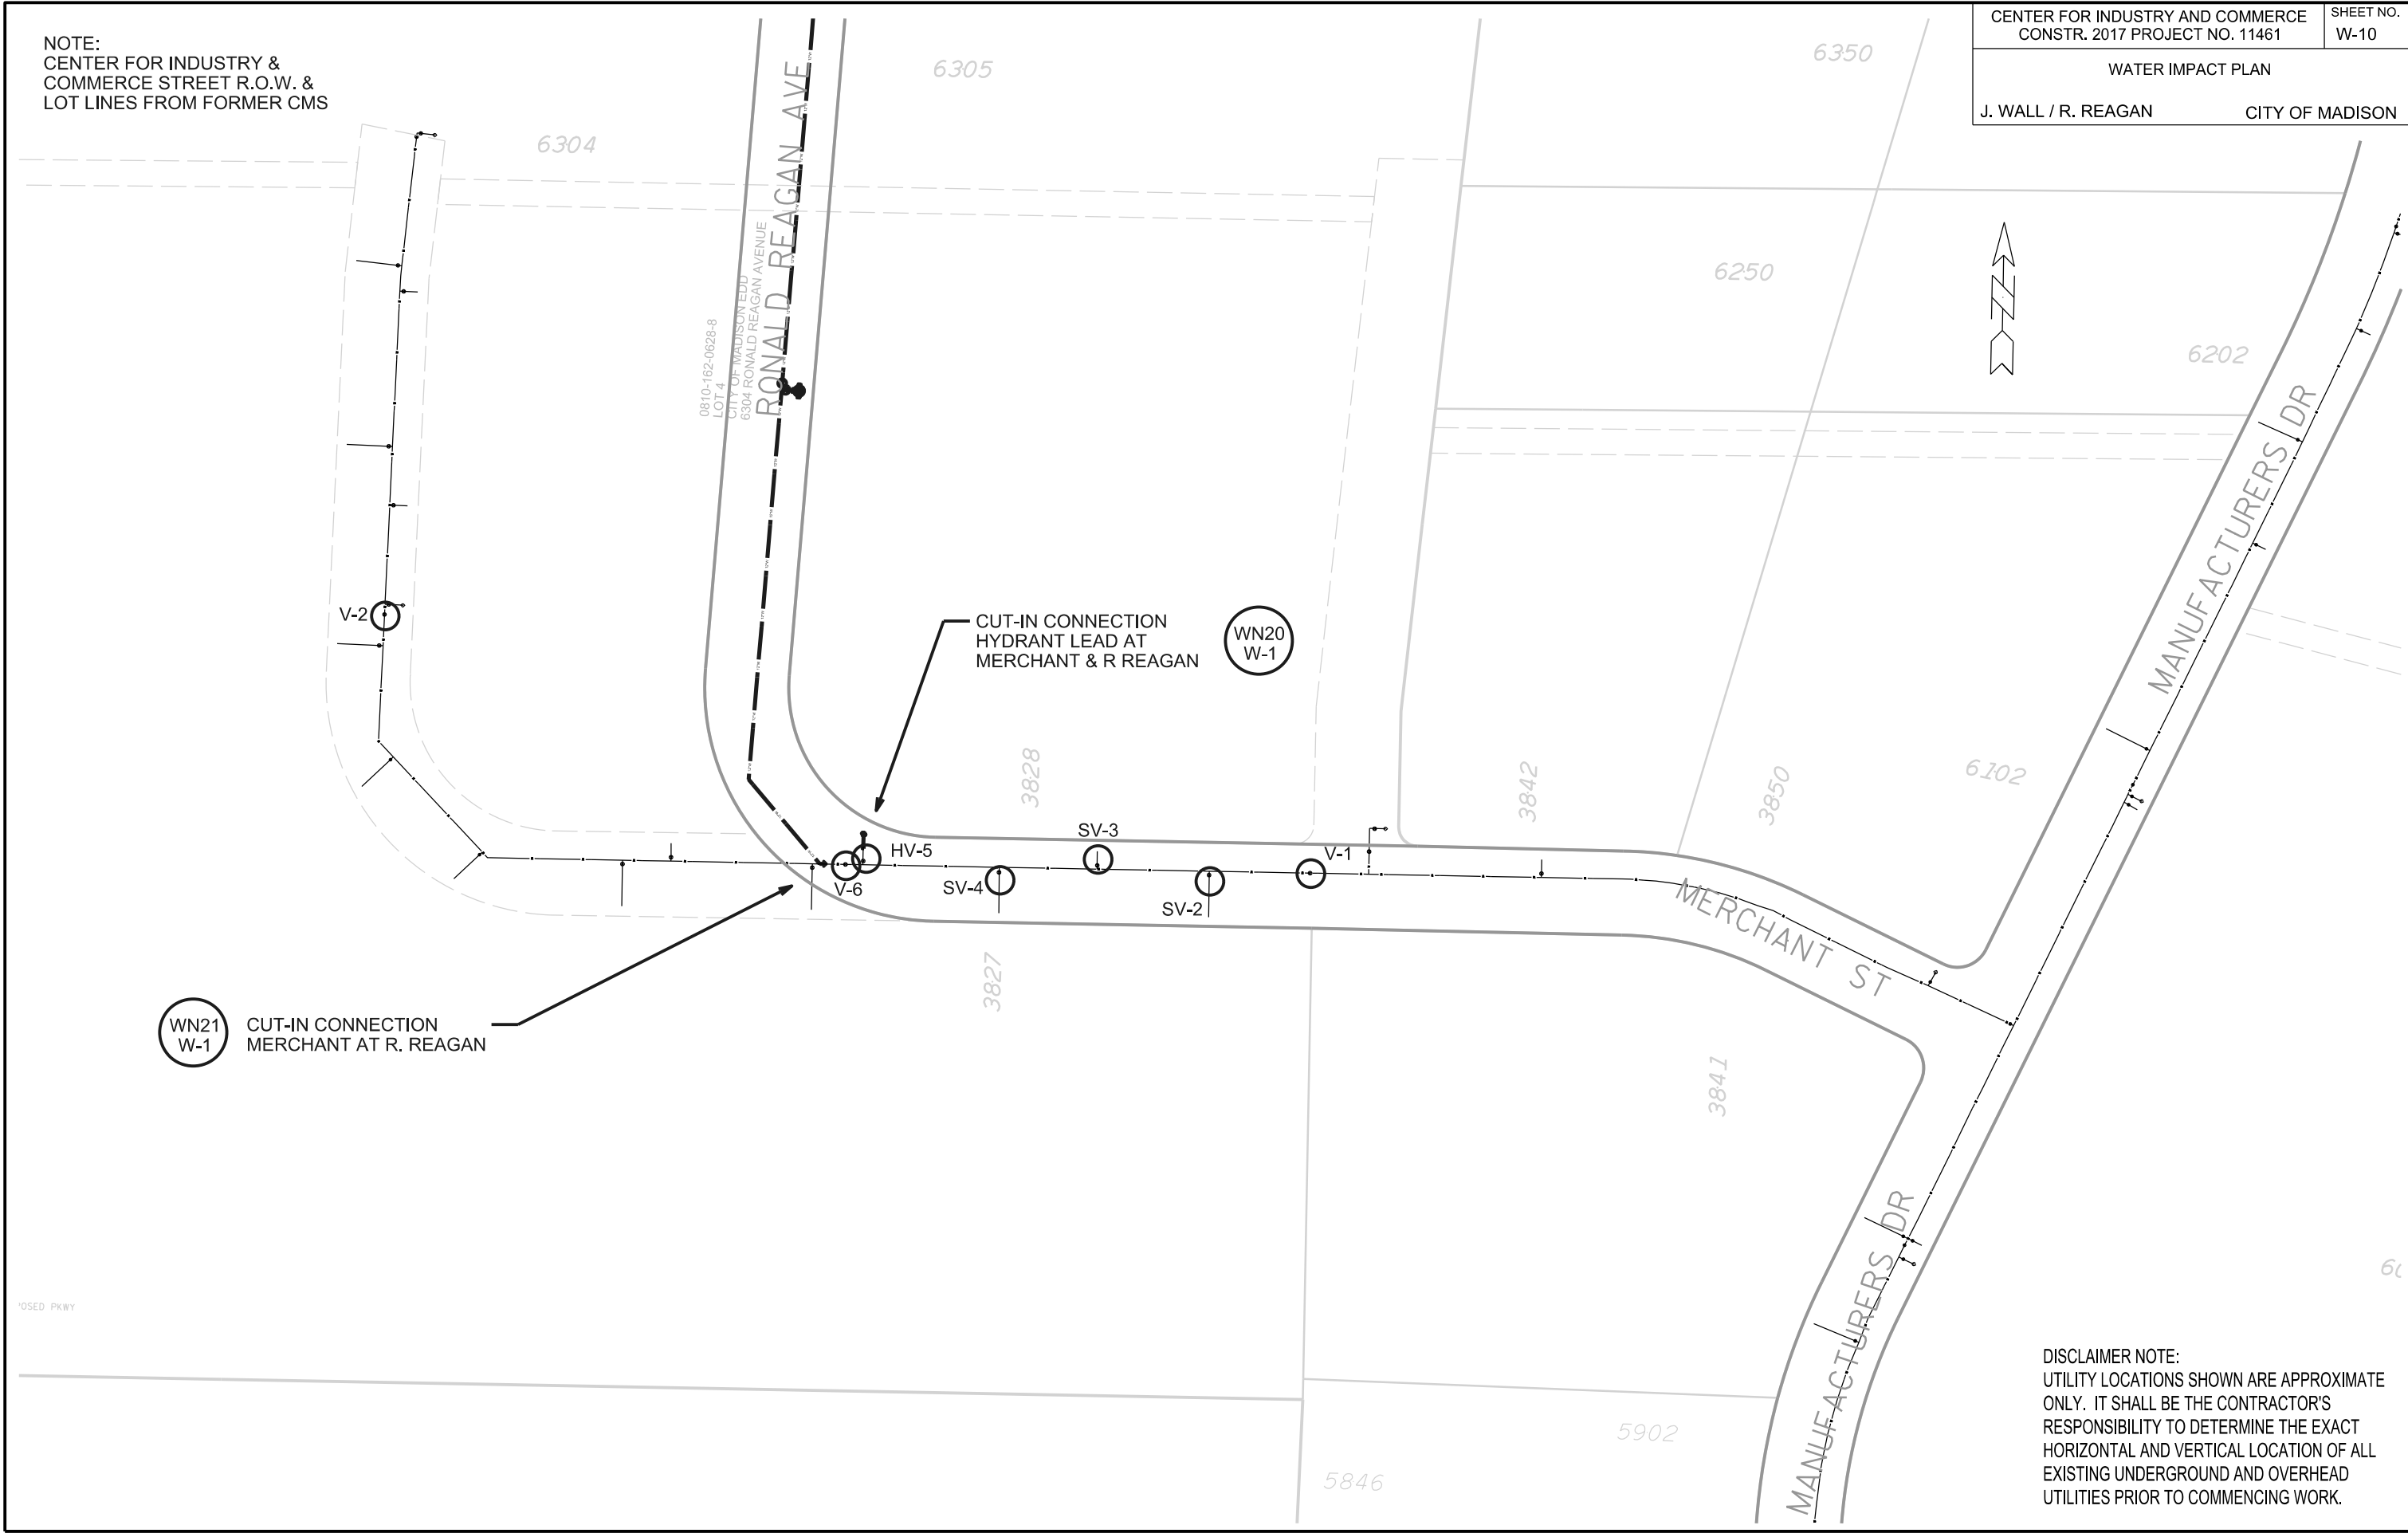 NOTE:
CENTER FOR INDUSTRY &
COMMERCE STREET R.O.W. &
LOT LINES FROM FORMER CMS
CENTER FOR INDUSTRY AND COMMERCE
CONSTR. 2017 PROJECT NO. 11461
SHEET NO.
W-10
WATER IMPACT PLAN
J. WALL / R. REAGAN
CITY OF MADISON
6304
6305
6350
RONALD REAGAN AVE
0810-162-0628-8
LOT 4
CITY OF MADISON EDD
6304 RONALD REAGAN AVENUE
6250
6202
MANUFACTURERS DR
V-2
CUT-IN CONNECTION
HYDRANT LEAD AT
MERCHANT & R REAGAN
WN20
W-1
3828
3842
3850
6102
SV-3
HV-5
V-1
V-6
SV-4
SV-2
MERCHANT ST
3827
WN21
W-1
CUT-IN CONNECTION
MERCHANT AT R. REAGAN
3841
MANUFACTURERS DR
OSED PKWY
5902
5846
DISCLAIMER NOTE:
UTILITY LOCATIONS SHOWN ARE APPROXIMATE
ONLY. IT SHALL BE THE CONTRACTOR'S
RESPONSIBILITY TO DETERMINE THE EXACT
HORIZONTAL AND VERTICAL LOCATION OF ALL
EXISTING UNDERGROUND AND OVERHEAD
UTILITIES PRIOR TO COMMENCING WORK.